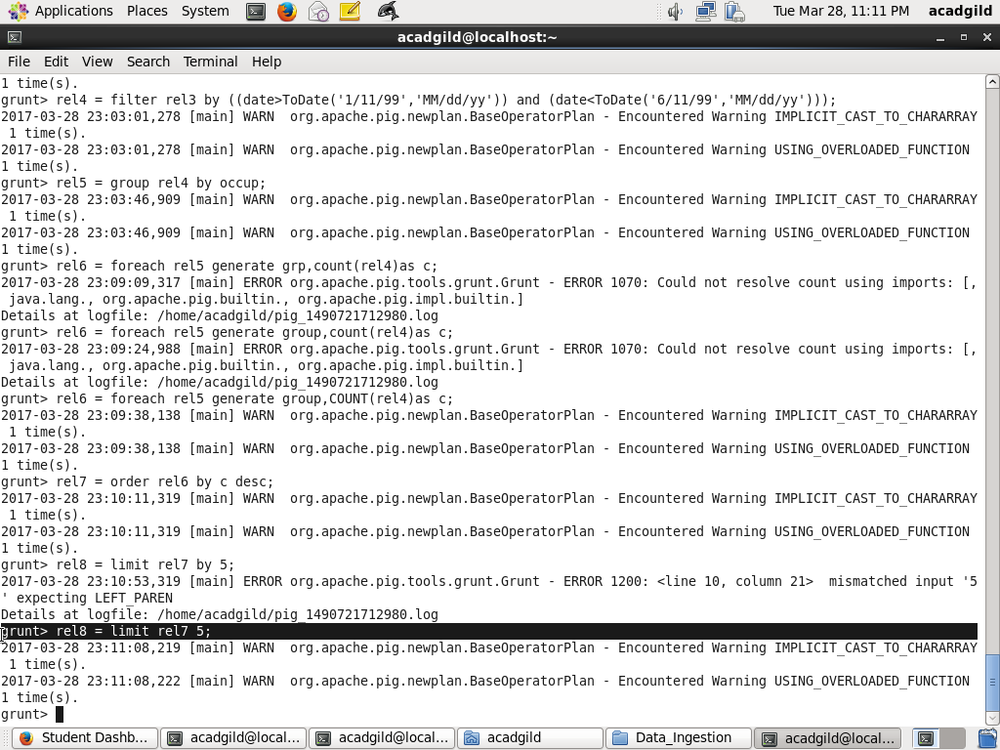 Applications Places System Tue Mar 28, 11:11 PM acadgild
acadgild@localhost:~
File Edit View Search Terminal Help
1 time(s).
grunt> rel4 = filter rel3 by ((date>ToDate('1/11/99','MM/dd/yy')) and (date<ToDate('6/11/99','MM/dd/yy')));
2017-03-28 23:03:01,278 [main] WARN  org.apache.pig.newplan.BaseOperatorPlan - Encountered Warning IMPLICIT_CAST_TO_CHARARRAY
 1 time(s).
2017-03-28 23:03:01,278 [main] WARN  org.apache.pig.newplan.BaseOperatorPlan - Encountered Warning USING_OVERLOADED_FUNCTION
1 time(s).
grunt> rel5 = group rel4 by occup;
2017-03-28 23:03:46,909 [main] WARN  org.apache.pig.newplan.BaseOperatorPlan - Encountered Warning IMPLICIT_CAST_TO_CHARARRAY
 1 time(s).
2017-03-28 23:03:46,909 [main] WARN  org.apache.pig.newplan.BaseOperatorPlan - Encountered Warning USING_OVERLOADED_FUNCTION
1 time(s).
grunt> rel6 = foreach rel5 generate grp,count(rel4)as c;
2017-03-28 23:09:09,317 [main] ERROR org.apache.pig.tools.grunt.Grunt - ERROR 1070: Could not resolve count using imports: [,
 java.lang., org.apache.pig.builtin., org.apache.pig.impl.builtin.]
Details at logfile: /home/acadgild/pig_1490721712980.log
grunt> rel6 = foreach rel5 generate group,count(rel4)as c;
2017-03-28 23:09:24,988 [main] ERROR org.apache.pig.tools.grunt.Grunt - ERROR 1070: Could not resolve count using imports: [,
 java.lang., org.apache.pig.builtin., org.apache.pig.impl.builtin.]
Details at logfile: /home/acadgild/pig_1490721712980.log
grunt> rel6 = foreach rel5 generate group,COUNT(rel4)as c;
2017-03-28 23:09:38,138 [main] WARN  org.apache.pig.newplan.BaseOperatorPlan - Encountered Warning IMPLICIT_CAST_TO_CHARARRAY
 1 time(s).
2017-03-28 23:09:38,138 [main] WARN  org.apache.pig.newplan.BaseOperatorPlan - Encountered Warning USING_OVERLOADED_FUNCTION
1 time(s).
grunt> rel7 = order rel6 by c desc;
2017-03-28 23:10:11,319 [main] WARN  org.apache.pig.newplan.BaseOperatorPlan - Encountered Warning IMPLICIT_CAST_TO_CHARARRAY
 1 time(s).
2017-03-28 23:10:11,319 [main] WARN  org.apache.pig.newplan.BaseOperatorPlan - Encountered Warning USING_OVERLOADED_FUNCTION
1 time(s).
grunt> rel8 = limit rel7 by 5;
2017-03-28 23:10:53,319 [main] ERROR org.apache.pig.tools.grunt.Grunt - ERROR 1200: <line 10, column 21>  mismatched input '5
' expecting LEFT_PAREN
Details at logfile: /home/acadgild/pig_1490721712980.log
grunt> rel8 = limit rel7 5;
2017-03-28 23:11:08,219 [main] WARN  org.apache.pig.newplan.BaseOperatorPlan - Encountered Warning IMPLICIT_CAST_TO_CHARARRAY
 1 time(s).
2017-03-28 23:11:08,222 [main] WARN  org.apache.pig.newplan.BaseOperatorPlan - Encountered Warning USING_OVERLOADED_FUNCTION
1 time(s).
grunt>
Student Dashb... acadgild@local... acadgild@local... acadgild Data_Ingestion acadgild@local...